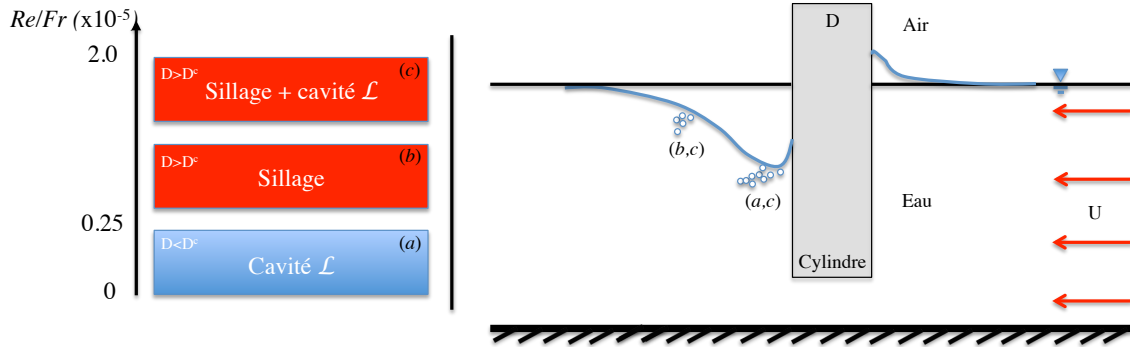 Re/Fr (x10⁻⁵)
2.0
D>Dᶜ
(c)
Sillage + cavité ℒ
D>Dᶜ
(b)
Sillage
0.25
D<Dᶜ
(a)
Cavité ℒ
0
D
Air
(b,c)
(a,c)
Eau
U
Cylindre